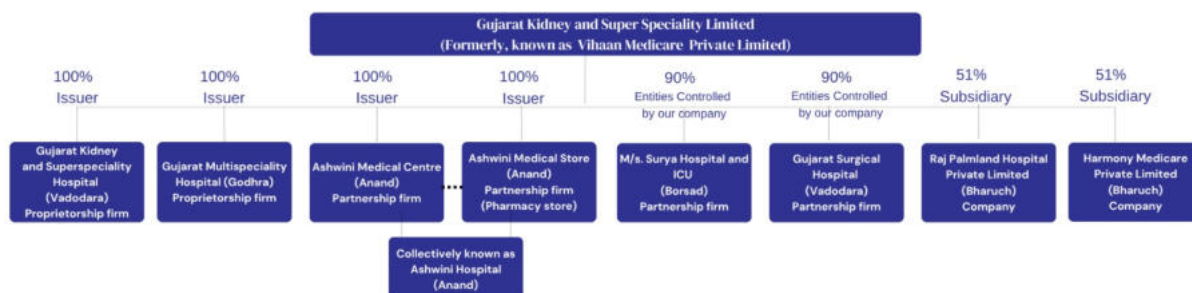 Gujarat Kidney and Super Speciality Limited
(Formerly, known as Vihaan Medicare Private Limited)
100%
Issuer
100%
Issuer
100%
Issuer
100%
Issuer
90%
Entities Controlled
by our company
90%
Entities Controlled
by our company
51%
Subsidiary
51%
Subsidiary
Gujarat Kidney
and Superspeciality
Hospital
(Vadodara)
Proprietorship firm
Gujarat Multispeciality
Hospital (Godhra)
Proprietorship firm
Ashwini Medical Centre
(Anand)
Partnership firm
Ashwini Medical Store
(Anand)
Partnership firm
(Pharmacy store)
M/s. Surya Hospital and
ICU
(Borsad)
Partnership firm
Gujarat Surgical
Hospital
(Vadodara)
Partnership firm
Raj Palmland Hospital
Private Limited
(Bharuch)
Company
Harmony Medicare
Private Limited
(Bharuch)
Company
Collectively known as
Ashwini Hospital
(Anand)